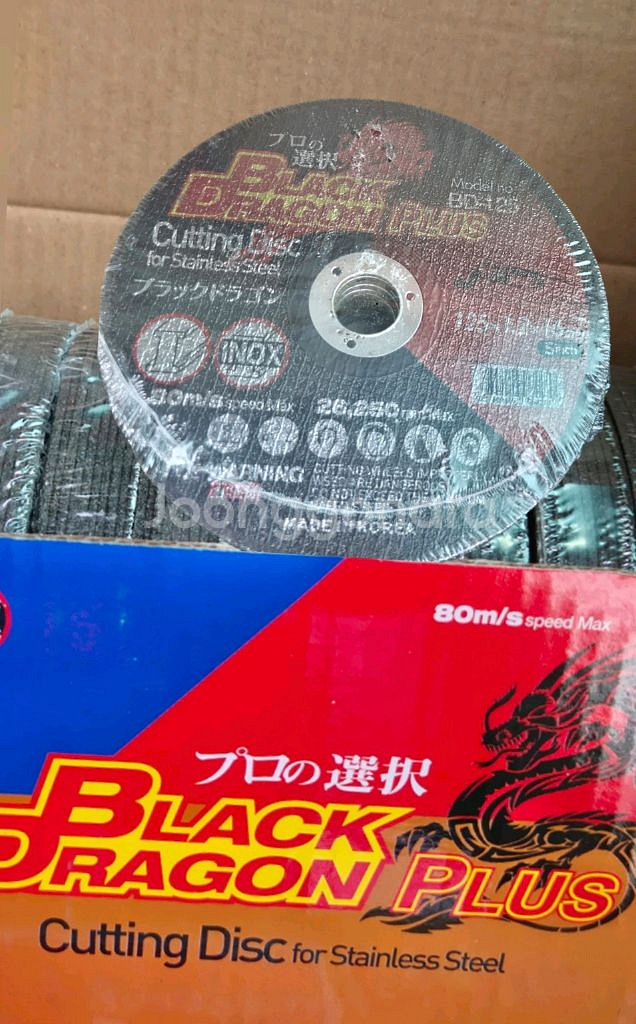 プロの
選択
BLACK
DRAGON PLUS
Model no.
Cutting Disc
for Stainless Steel
ブラックドラゴン
INOX
5inch
80m/s speed Max
WARNING
MADE IN KOREA
Joonggonara
80m/s speed Max
プロの選択
BLACK
DRAGON PLUS
Cutting Disc for Stainless Steel